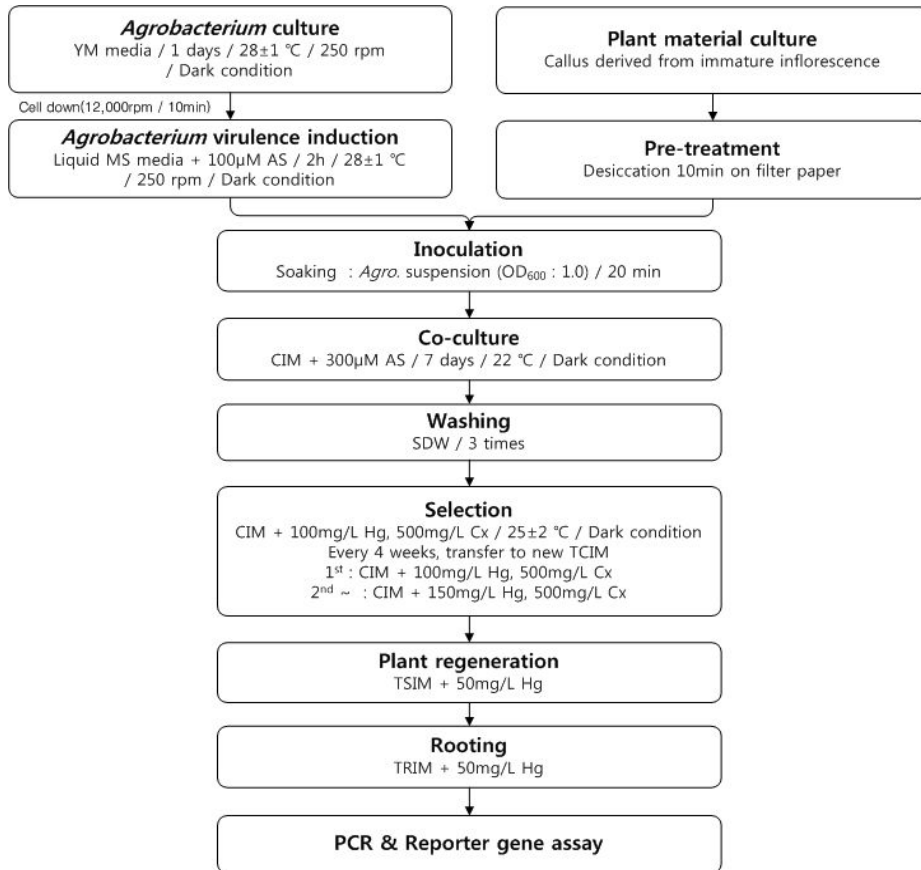 Agrobacterium culture
YM media / 1 days / 28±1 ℃ / 250 rpm
/ Dark condition
Cell down(12,000rpm / 10min)
Agrobacterium virulence induction
Liquid MS media + 100μM AS / 2h / 28±1 ℃
/ 250 rpm / Dark condition
Plant material culture
Callus derived from immature inflorescence
Pre-treatment
Desiccation 10min on filter paper
Inoculation
Soaking : Agro. suspension (OD₆₀₀ : 1.0) / 20 min
Co-culture
CIM + 300μM AS / 7 days / 22 ℃ / Dark condition
Washing
SDW / 3 times
Selection
CIM + 100mg/L Hg, 500mg/L Cx / 25±2 ℃ / Dark condition
Every 4 weeks, transfer to new TCIM
1ˢᵗ : CIM + 100mg/L Hg, 500mg/L Cx
2ⁿᵈ ~ : CIM + 150mg/L Hg, 500mg/L Cx
Plant regeneration
TSIM + 50mg/L Hg
Rooting
TRIM + 50mg/L Hg
PCR & Reporter gene assay